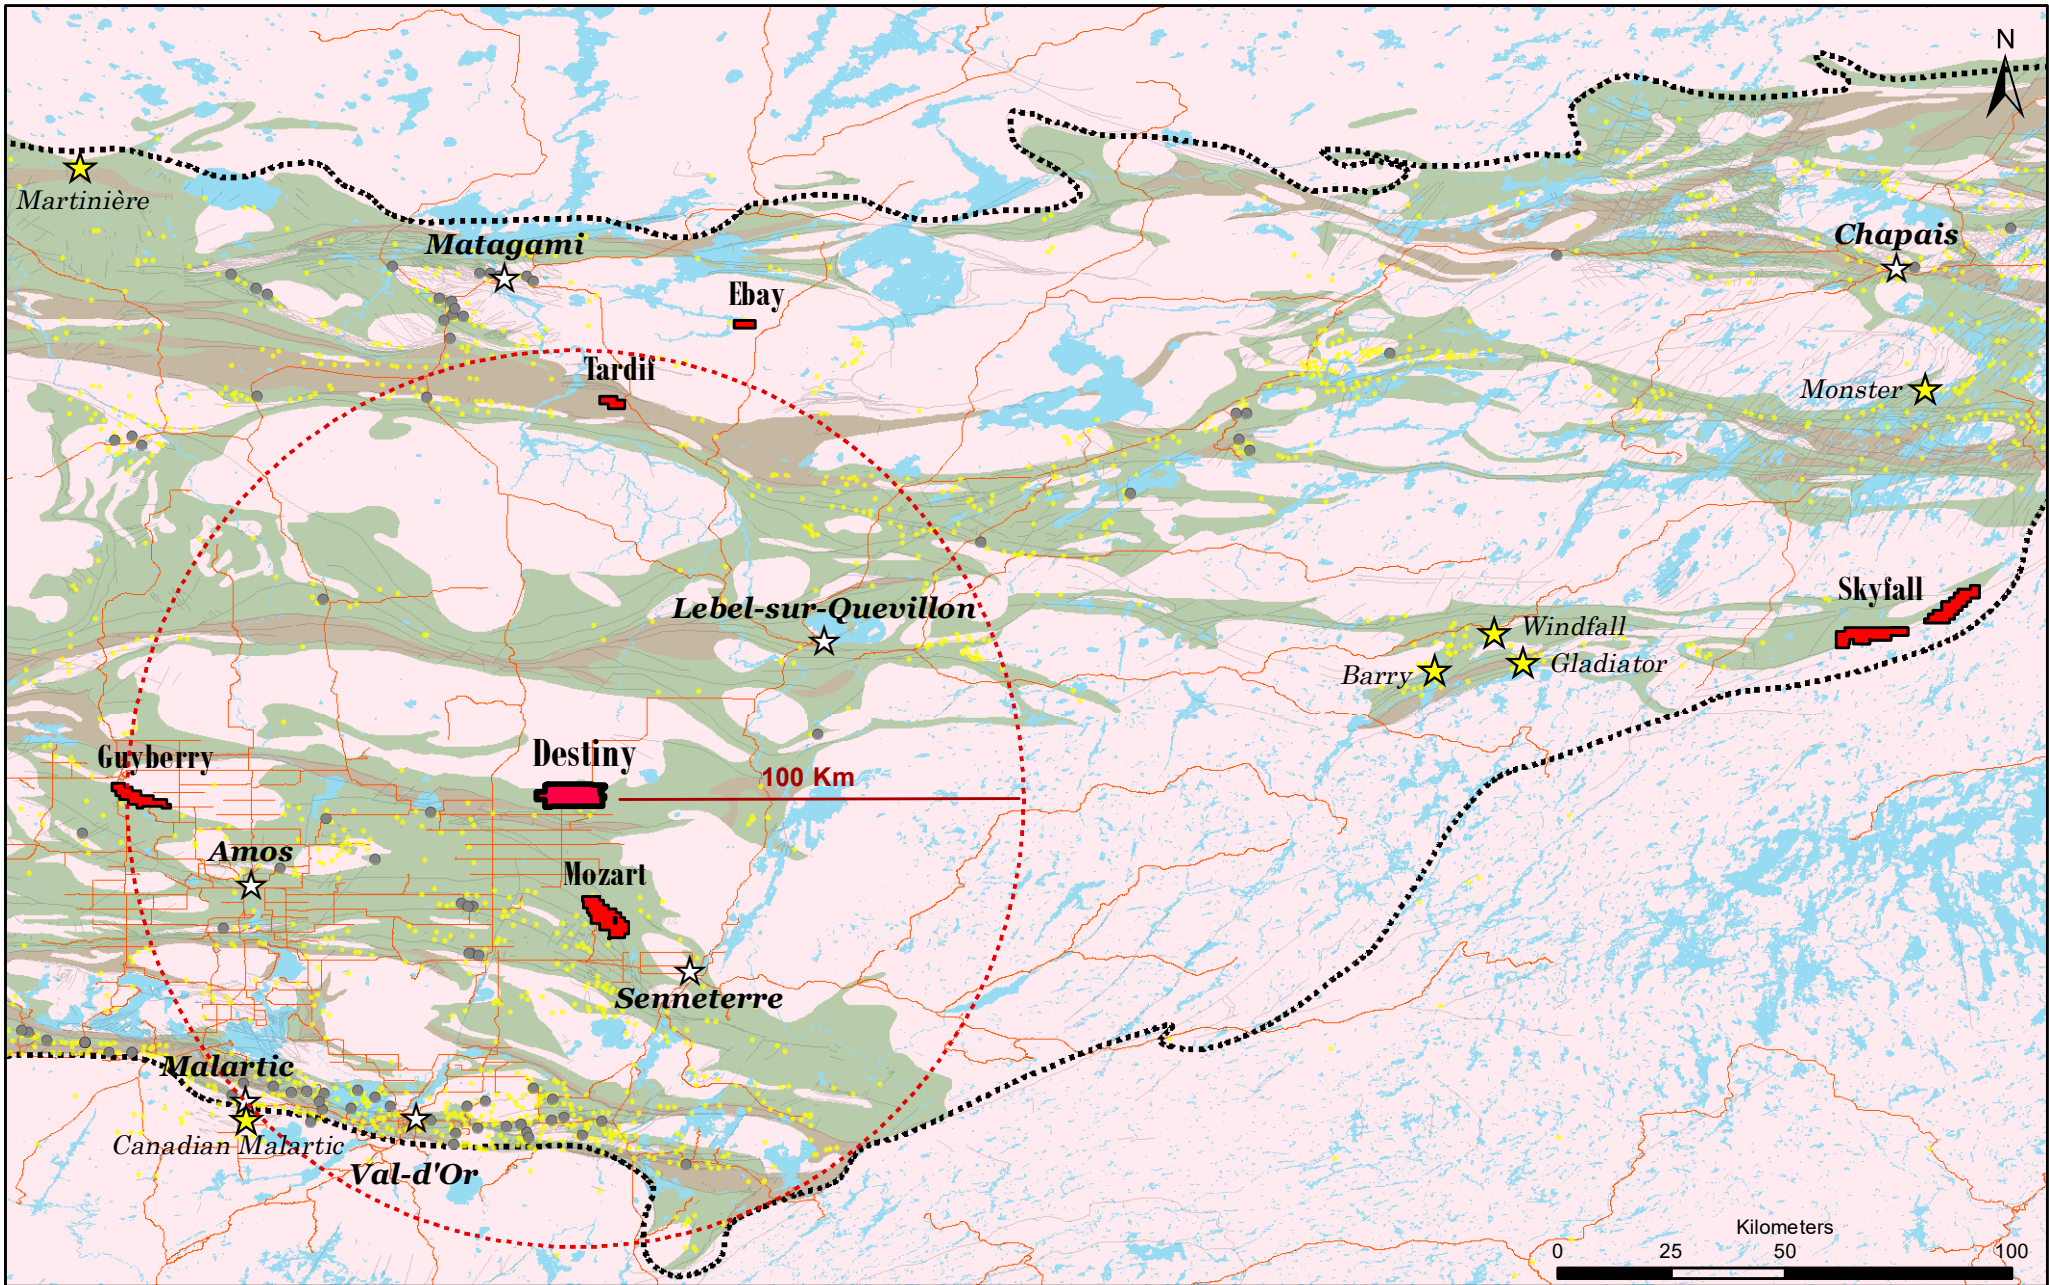 N
Martinière
Matagami
Chapais
Ebay
Tardif
Monster
Skyfall
Lebel-sur-Quevillon
Windfall
Gladiator
Barry
Guyberry
Destiny
100 Km
Amos
Mozart
Senneterre
Malartic
Canadian Malartic
Val-d'Or
Kilometers
0 25 50 100